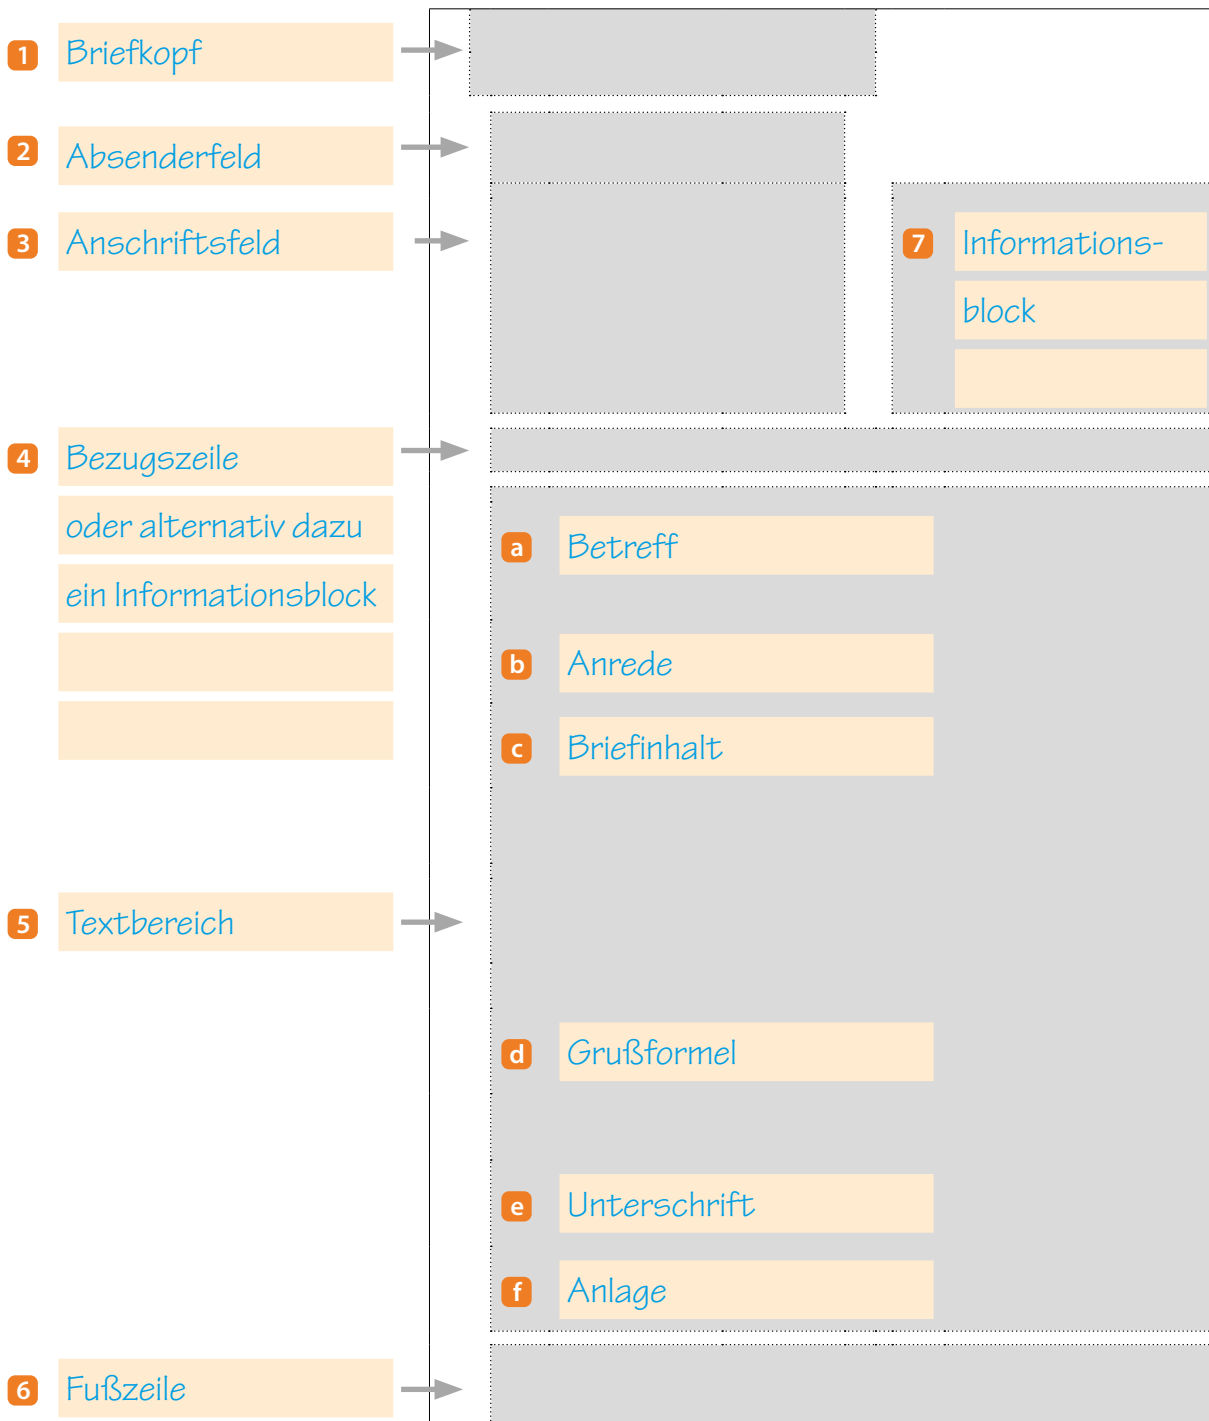 1 Briefkopf
2 Absenderfeld
3 Anschriftsfeld
7 Informations-
block
4 Bezugszeile
oder alternativ dazu
ein Informationsblock
a Betreff
b Anrede
c Briefinhalt
5 Textbereich
d Grußformel
e Unterschrift
f Anlage
6 Fußzeile